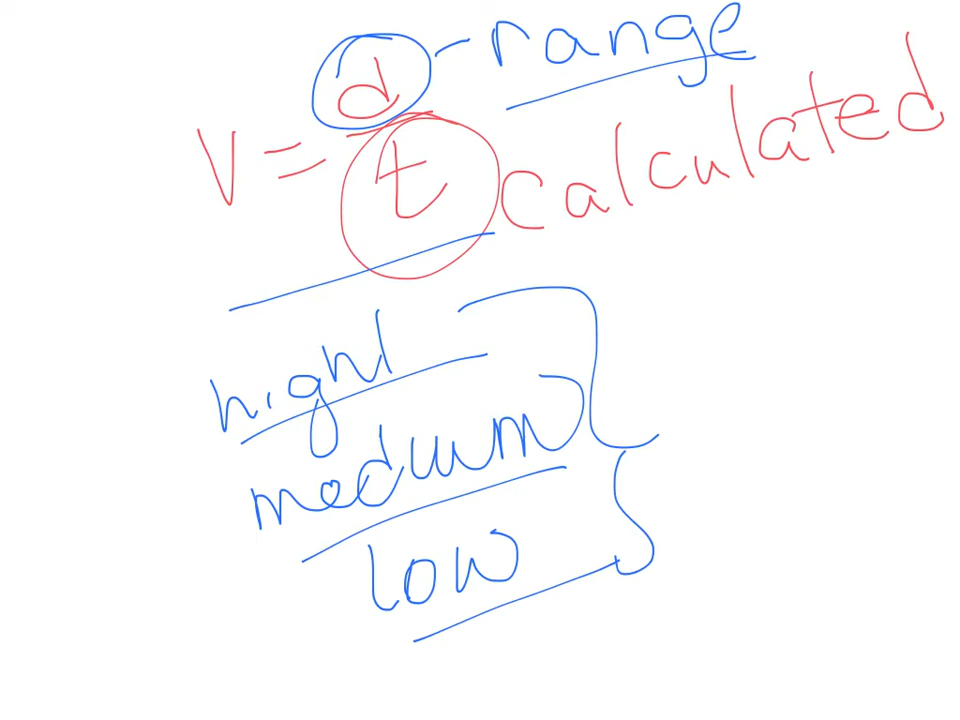 d - range
V = t calculated
high
medium
low